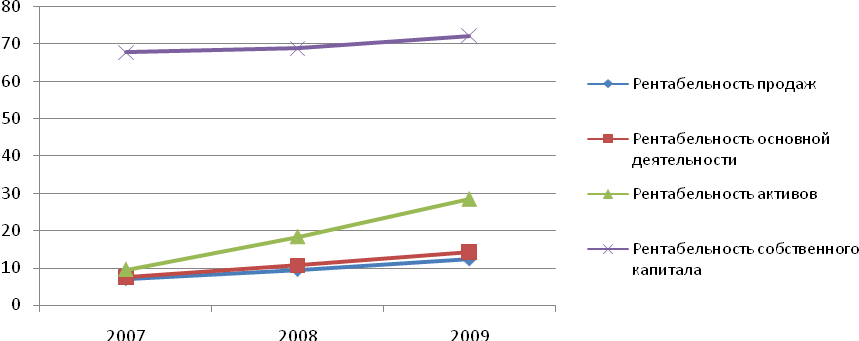 80
70
60
50
40
30
20
10
0
2007
2008
2009
Рентабельность продаж
Рентабельность основной
деятельности
Рентабельность активов
Рентабельность собственного
капитала